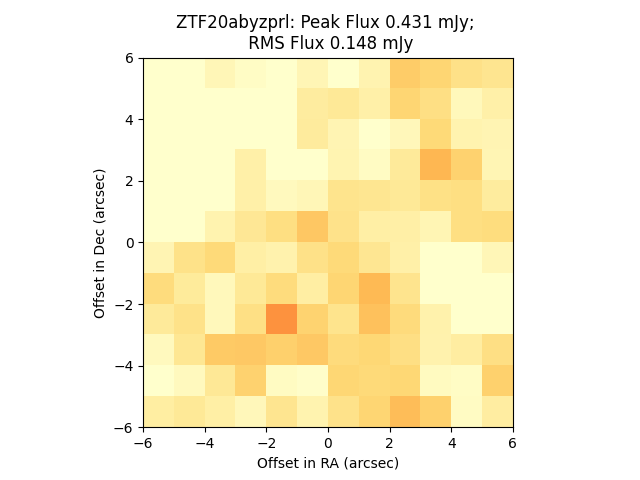 ZTF20abyzprl: Peak Flux 0.431 mJy;
RMS Flux 0.148 mJy
6
4
2
0
−2
−4
−6
Offset in Dec (arcsec)
−6 −4 −2 0 2 4 6
Offset in RA (arcsec)